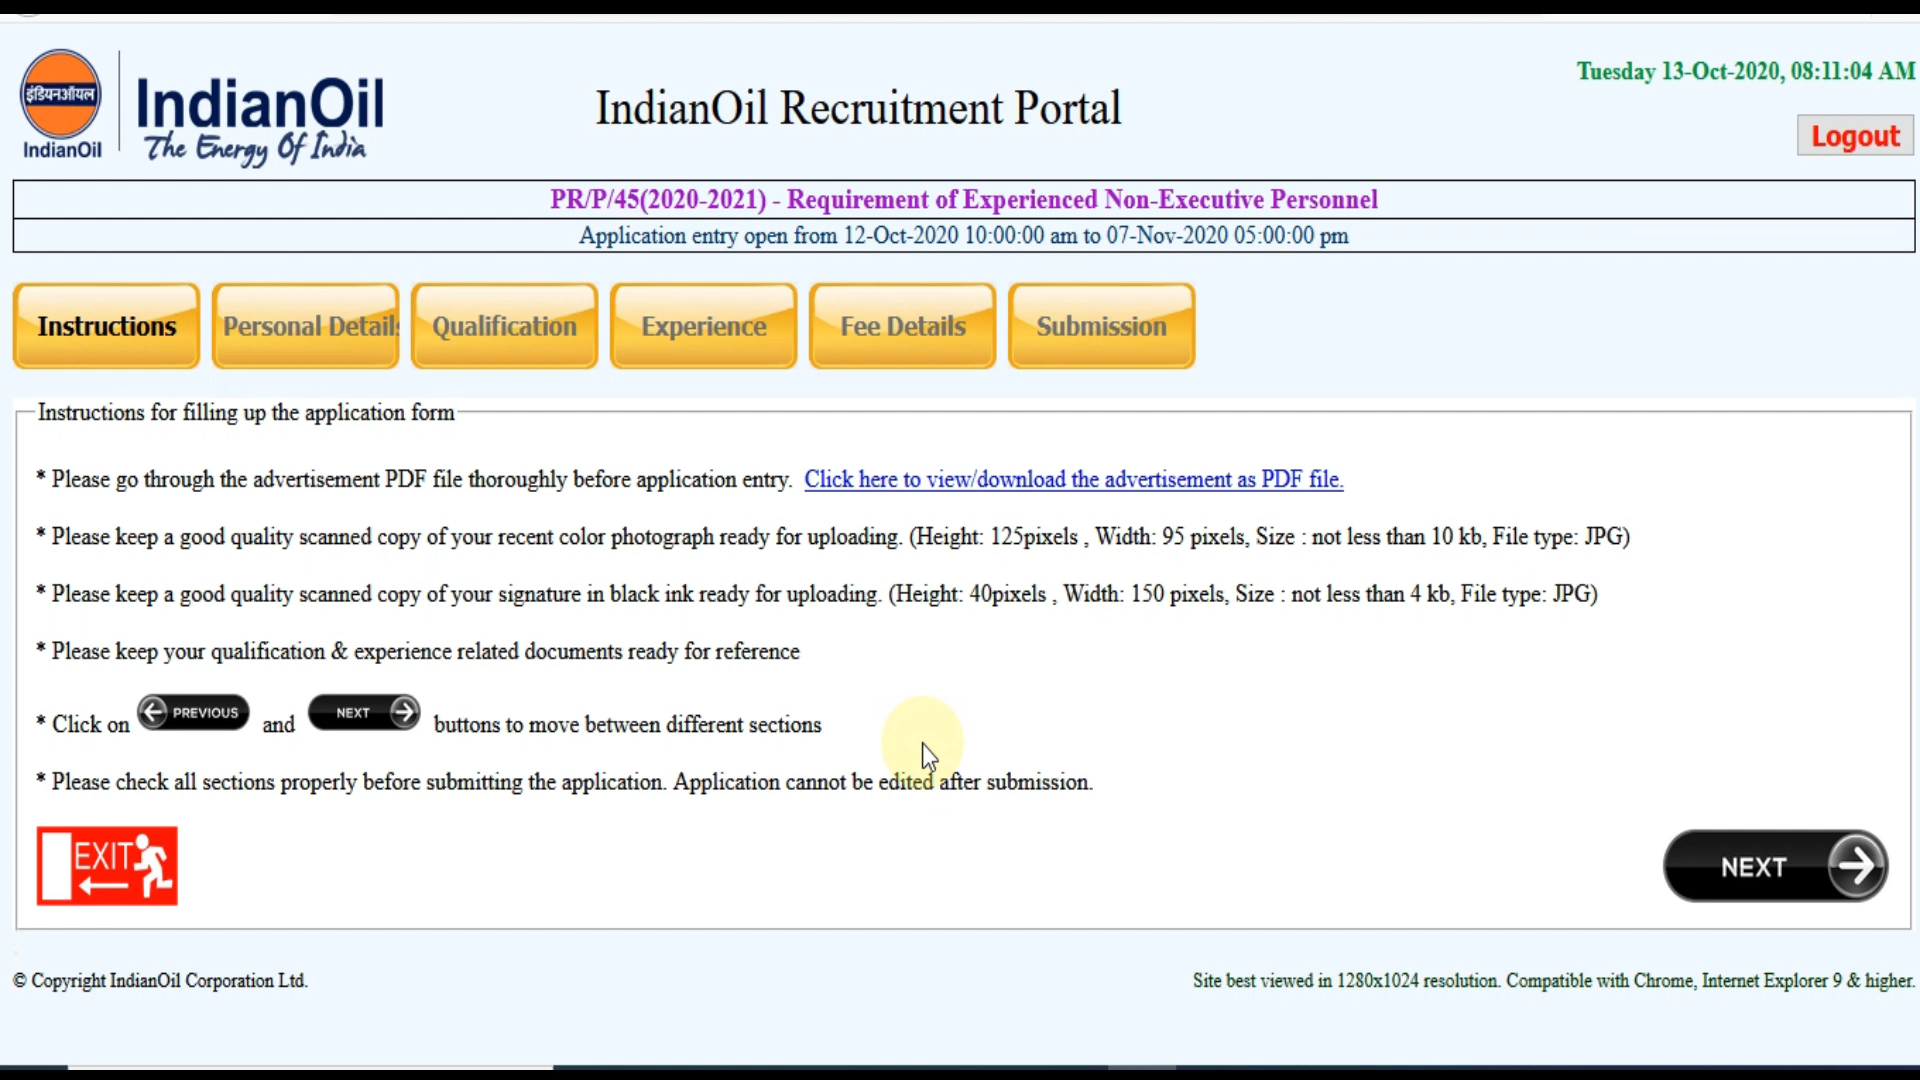 इंडियनऑयल
IndianOil
IndianOil
The Energy Of India
IndianOil Recruitment Portal
Tuesday 13-Oct-2020, 08:11:04 AM
Logout
PR/P/45(2020-2021) - Requirement of Experienced Non-Executive Personnel
Application entry open from 12-Oct-2020 10:00:00 am to 07-Nov-2020 05:00:00 pm
Instructions
Personal Details
Qualification
Experience
Fee Details
Submission
Instructions for filling up the application form
* Please go through the advertisement PDF file thoroughly before application entry. Click here to view/download the advertisement as PDF file.
* Please keep a good quality scanned copy of your recent color photograph ready for uploading. (Height: 125pixels , Width: 95 pixels, Size : not less than 10 kb, File type: JPG)
* Please keep a good quality scanned copy of your signature in black ink ready for uploading. (Height: 40pixels , Width: 150 pixels, Size : not less than 4 kb, File type: JPG)
* Please keep your qualification & experience related documents ready for reference
* Click on PREVIOUS and NEXT buttons to move between different sections
* Please check all sections properly before submitting the application. Application cannot be edited after submission.
EXIT
NEXT
© Copyright IndianOil Corporation Ltd.
Site best viewed in 1280x1024 resolution. Compatible with Chrome, Internet Explorer 9 & higher.